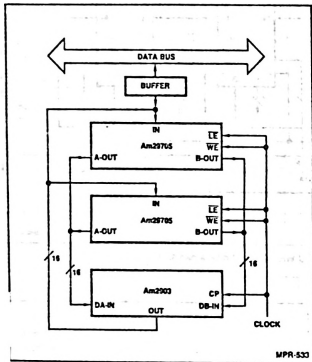 DATA BUS
BUFFER
IN
LE
Am29705
WE
A-OUT
B-OUT
IN
LE
Am29705
WE
A-OUT
B-OUT
16
16
16
Am2903
CP
DA-IN
OUT
DB-IN
CLOCK
MPR-533